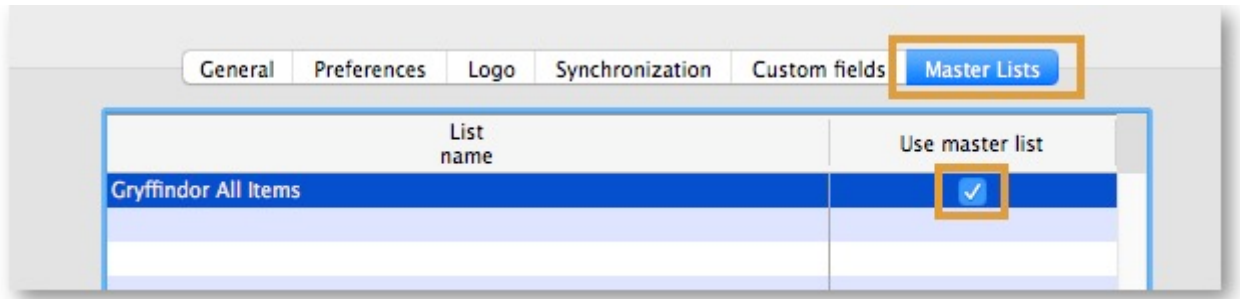 General Preferences Logo Synchronization Custom fields Master Lists
List
name
Use master list
Gryffindor All Items